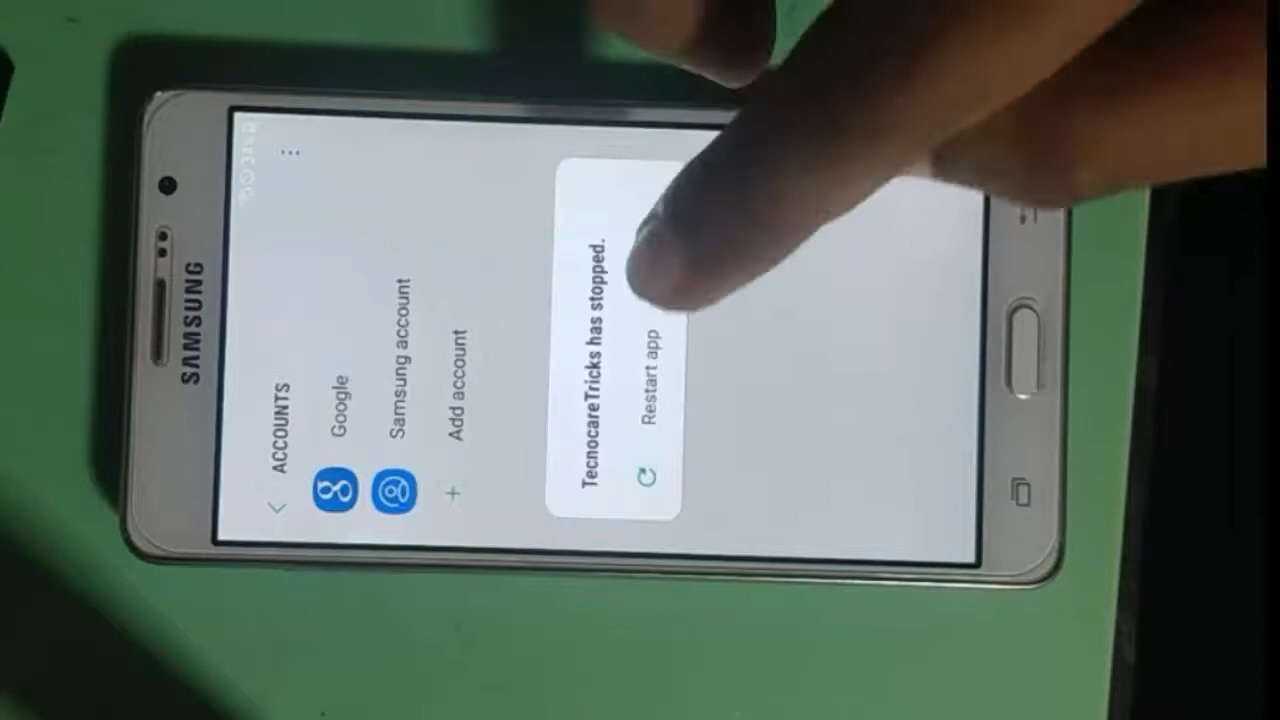 SAMSUNG
ACCOUNTS
Google
Samsung account
Add account
TecnocareTricks has stopped.
Restart app